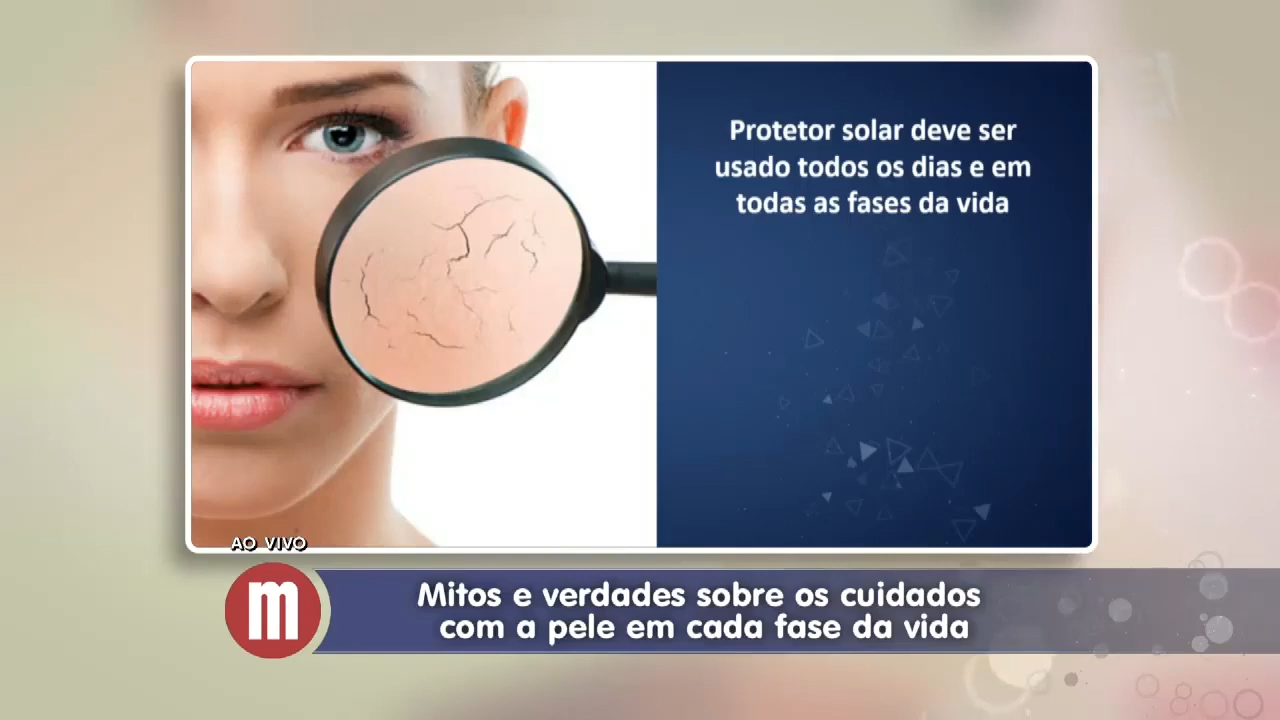 Protetor solar deve ser
usado todos os dias e em
todas as fases da vida
AO VIVO
m
Mitos e verdades sobre os cuidados
com a pele em cada fase da vida